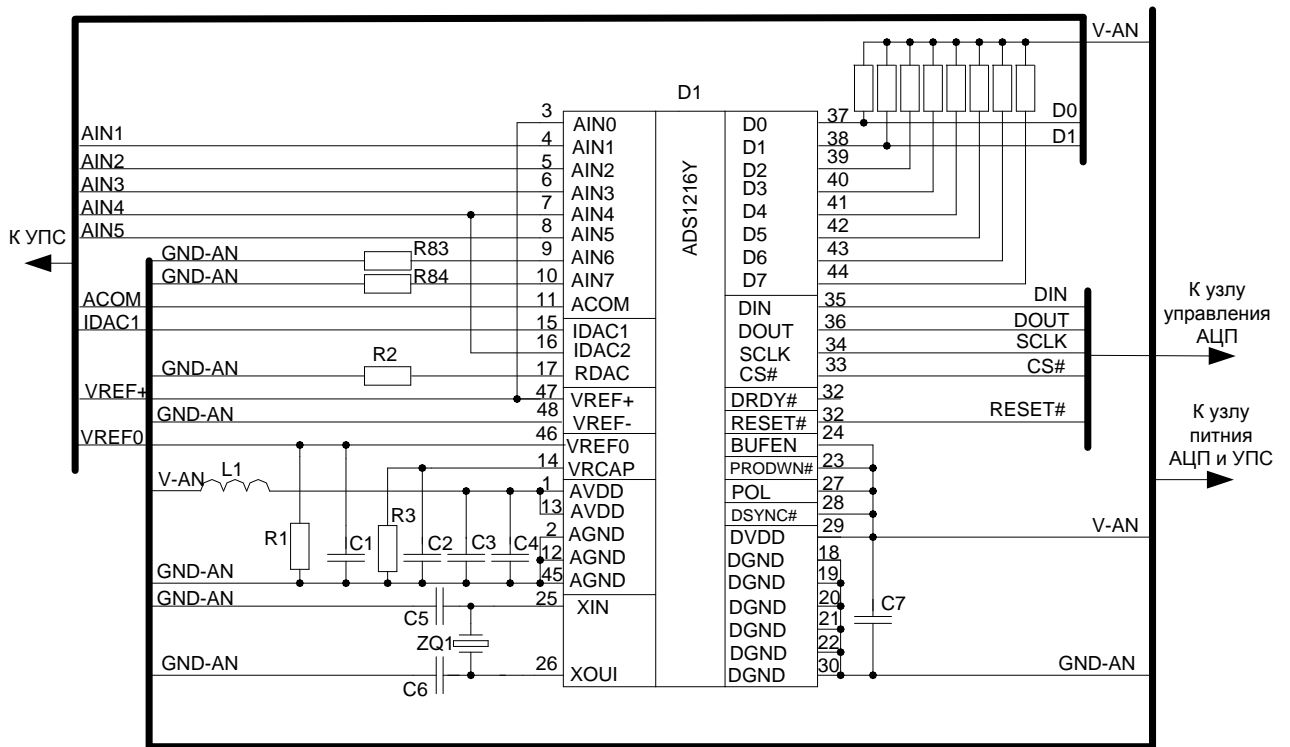 V-AN
D1
3
AIN0
D0
37
D0
AIN1
4
AIN1
D1
38
D1
AIN2
5
AIN2
D2
39
AIN3
6
AIN3
D3
40
AIN4
7
AIN4
D4
41
AIN5
8
AIN5
D5
42
К УПС
GND-AN
R83
9
AIN6
D6
43
GND-AN
R84
10
AIN7
D7
44
ADS1216Y
ACOM
11
ACOM
DIN
35
DIN
IDAC1
15
IDAC1
DOUT
36
DOUT
16
IDAC2
SCLK
34
SCLK
GND-AN
R2
17
RDAC
CS#
33
CS#
К узлу
управления
АЦП
VREF+
47
VREF+
DRDY#
32
GND-AN
48
VREF-
RESET#
32
RESET#
VREF0
46
VREF0
BUFEN
24
14
VRCAP
PRODWN#
23
К узлу
питния
АЦП и УПС
V-AN
L1
1
AVDD
POL
27
13
AVDD
DSYNC#
28
R1
C1
R3
C2
C3
C4
2
AGND
DVDD
29
V-AN
12
AGND
DGND
18
GND-AN
45
AGND
DGND
19
GND-AN
C5
25
XIN
DGND
20
C7
DGND
21
ZQ1
DGND
22
GND-AN
C6
26
XOUI
DGND
30
GND-AN